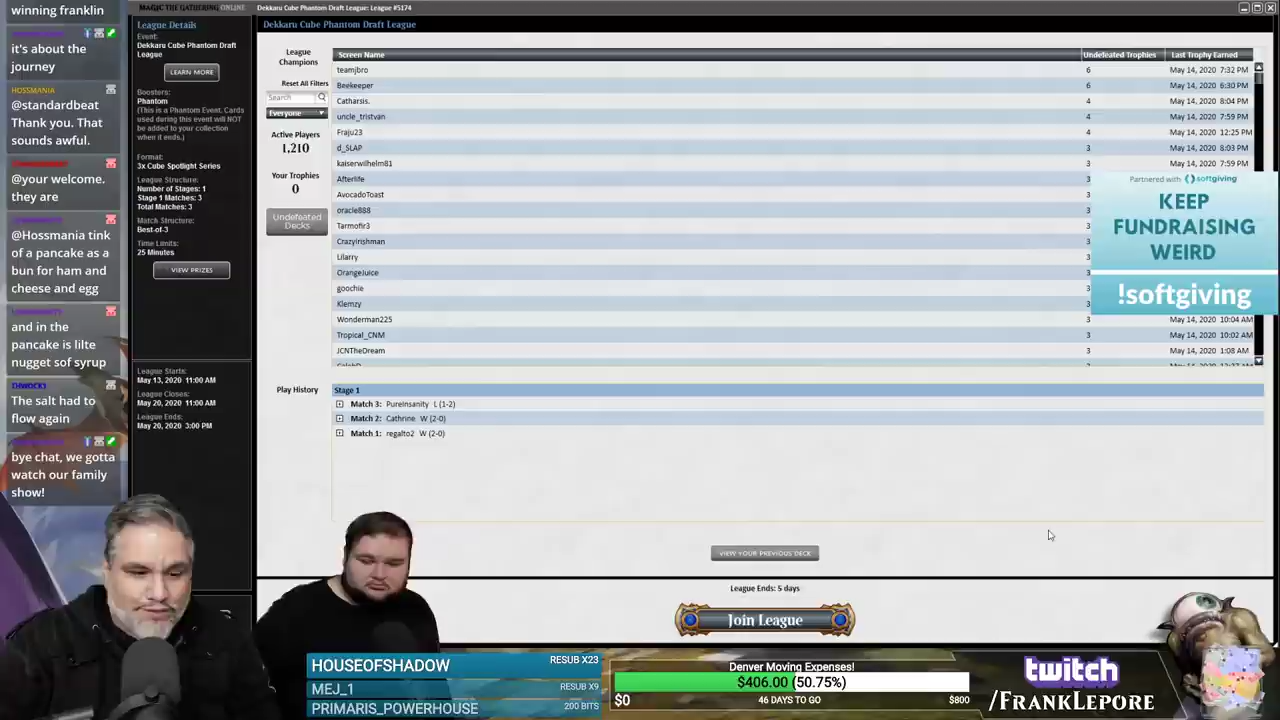 winning franklin
it's about the
journey
@standardbeat
thank you. That
sounds awful.
@your welcome.
they are
@Hassmania tink
of a pancake as a
bun for ham and
cheese and egg
and in the
pancake is litte
nugget sof sup
The salt had to
flow again
bye chat, we gotta
watch our family
show!
MAGIC THE GATHERING ONLINE
Dekkaru Cube Phantom Draft League: League #5174
League Details
Event:
Dekkaru Cube Phantom Draft
League
LEARN MORE
Boosters:
Phantom
(This is a Phantom Event. Cards
used during this event will NOT
be added to your collection
when it ends.)
Format:
3x Cube Spotlight Series
League Structure:
Number of Stages: 1
Stage 1 Matches: 3
Total Matches: 3
Match Structure:
Best-of-3
Time Limits:
25 Minutes
VIEW PRIZES
League Starts:
May 13, 2020 11:00 AM
League Closes:
May 20, 2020 11:00 AM
League Ends:
May 20, 2020 3:00 PM
Dekkaru Cube Phantom Draft League
League
Champions
Reset All Filters
Search
Everyone
Active Players
1,210
Your Trophies
0
Undefeated
Decks
Screen Name Undefeated Trophies Last Trophy Earned
teamjbro 6 May 14, 2020 7:32 PM
Beekeeper 6 May 14, 2020 6:30 PM
Catharsis. 4 May 14, 2020 8:04 PM
uncle_tristvan 4 May 14, 2020 7:59 PM
Fraju23 4 May 14, 2020 12:25 PM
d_SLAP 3 May 14, 2020 8:03 PM
kaiserwilhelm81 3 May 14, 2020 7:59 PM
Afterlife 3
AvocadoToast 3
oracle888 3
Tarmofir3 3
Crazyirishman 3
Lilarry 3
OrangeJuice 3
goochie 3
Klemzy 3
Wonderman225 3 May 14, 2020 10:04 AM
Tropical_CNM 3 May 14, 2020 10:02 AM
JCNTheDream 3 May 14, 2020 1:08 AM
Partnered with softgiving
KEEP
FUNDRAISING
WEIRD
!softgiving
Play History
Stage 1
Match 3: PureInsanity L (1-2)
Match 2: Cathrine W (2-0)
Match 1: regalto2 W (2-0)
VIEW YOUR PREVIOUS DECK
League Ends: 5 days
Join League
HOUSEOFSHADOW RESUB X23
MEJ_1 RESUB X9
PRIMARIS_POWERHOUSE 200 BITS
Denver Moving Expenses!
$406.00 (50.75%)
$0 46 DAYS TO GO $800
twitch
/FRANKLEPORE